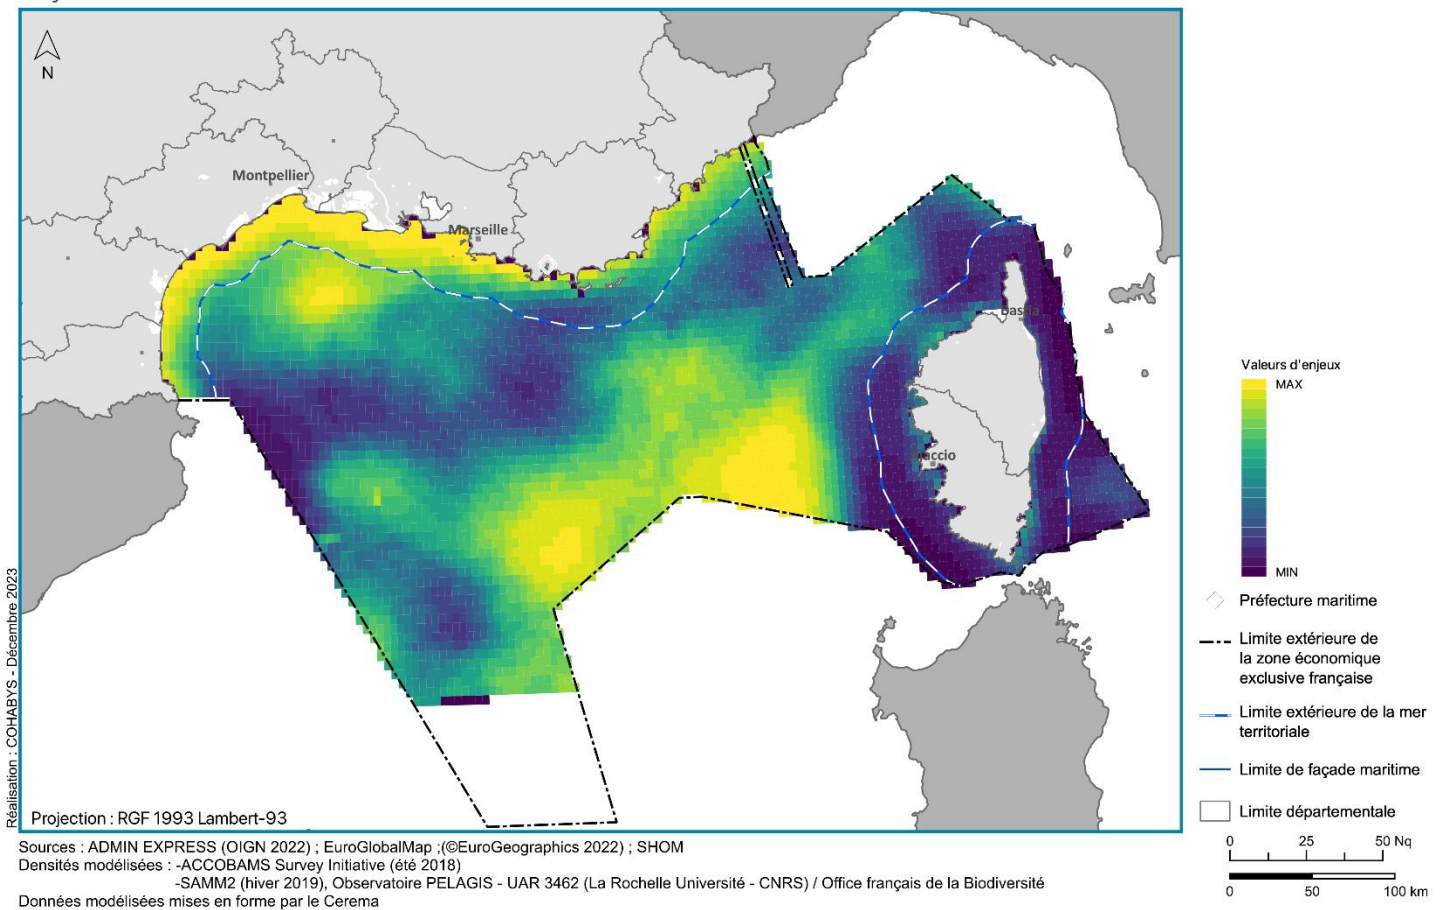 N
Montpellier
Marseille
Bastia
Ajaccio
Réalisation : COHABYS - Décembre 2023
Projection : RGF 1993 Lambert-93
Valeurs d'enjeux
MAX
MIN
Préfecture maritime
Limite extérieure de
la zone économique
exclusive française
Limite extérieure de la mer
territoriale
Limite de façade maritime
Limite départementale
0 25 50 Nq
0 50 100 km
Sources : ADMIN EXPRESS (OIGN 2022) ; EuroGlobalMap ;(©EuroGeographics 2022) ; SHOM
Densités modélisées : -ACCOBAMS Survey Initiative (été 2018)
-SAMM2 (hiver 2019), Observatoire PELAGIS - UAR 3462 (La Rochelle Université - CNRS) / Office français de la Biodiversité
Données modélisées mises en forme par le Cerema